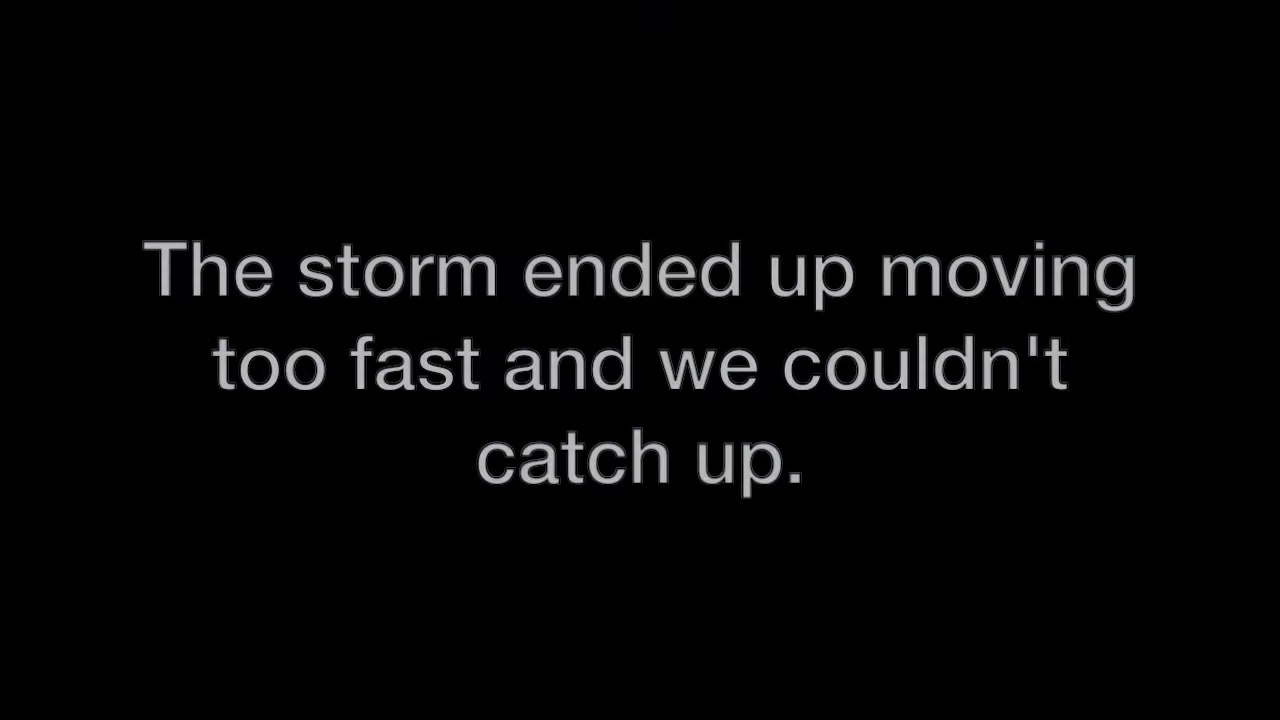 The storm ended up moving
too fast and we couldn't
catch up.